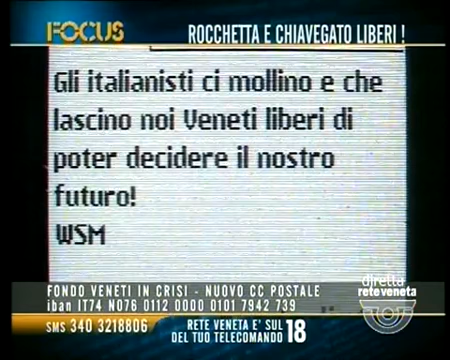 FOCUS
ROCCHETTA E CHIAVEGATO LIBERI !
Gli italianisti ci mollino e che
lascino noi Veneti liberi di
poter decidere il nostro
futuro!
WSM
diretta
reteveneta
FONDO VENETI IN CRISI - NUOVO CC POSTALE
iban IT74 N076 0112 0000 0101 7942 739
SMS 340 3218806
RETE VENETA E' SUL
DEL TUO TELECOMANDO 18